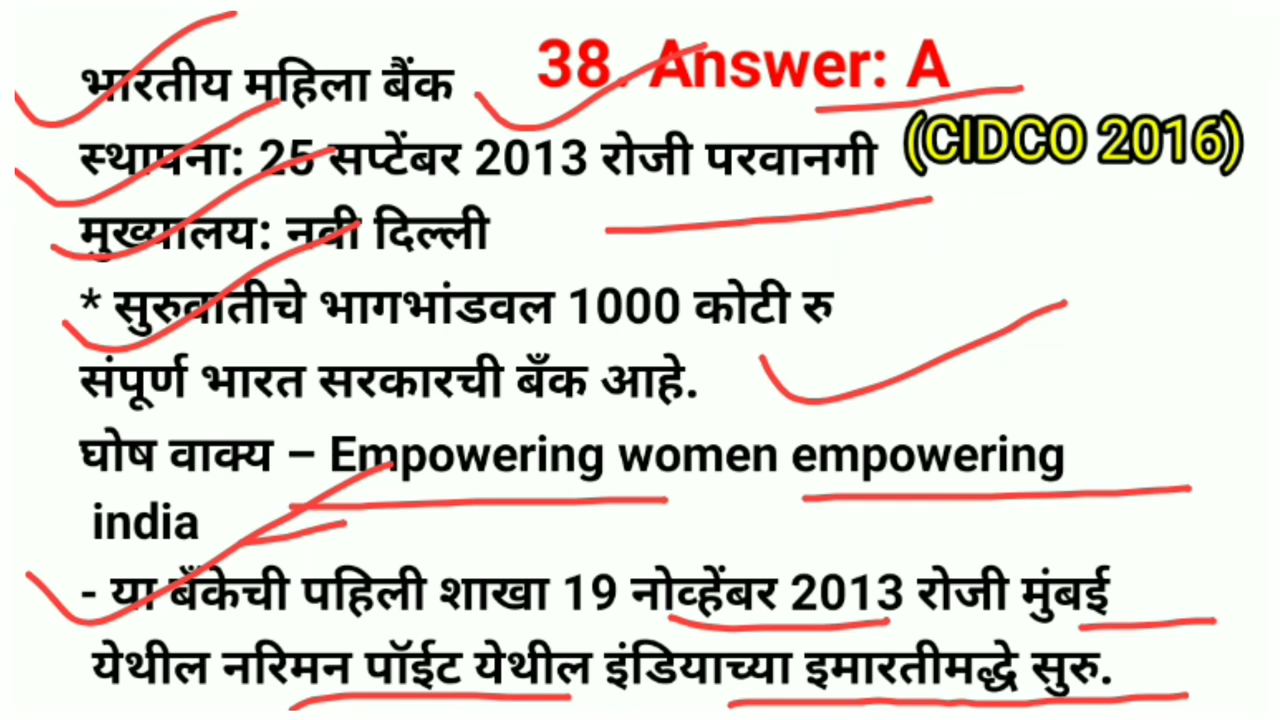 भारतीय महिला बैंक
38. Answer: A
(CIDCO 2016)
स्थापना: 25 सप्टेंबर 2013 रोजी परवानगी
मुख्यालय: नवी दिल्ली
* सुरुवातीचे भागभांडवल 1000 कोटी रु
संपूर्ण भारत सरकारची बँक आहे.
घोष वाक्य – Empowering women empowering
india
- या बँकेची पहिली शाखा 19 नोव्हेंबर 2013 रोजी मुंबई
येथील नरिमन पॉईट येथील इंडियाच्या इमारतीमद्धे सुरु.